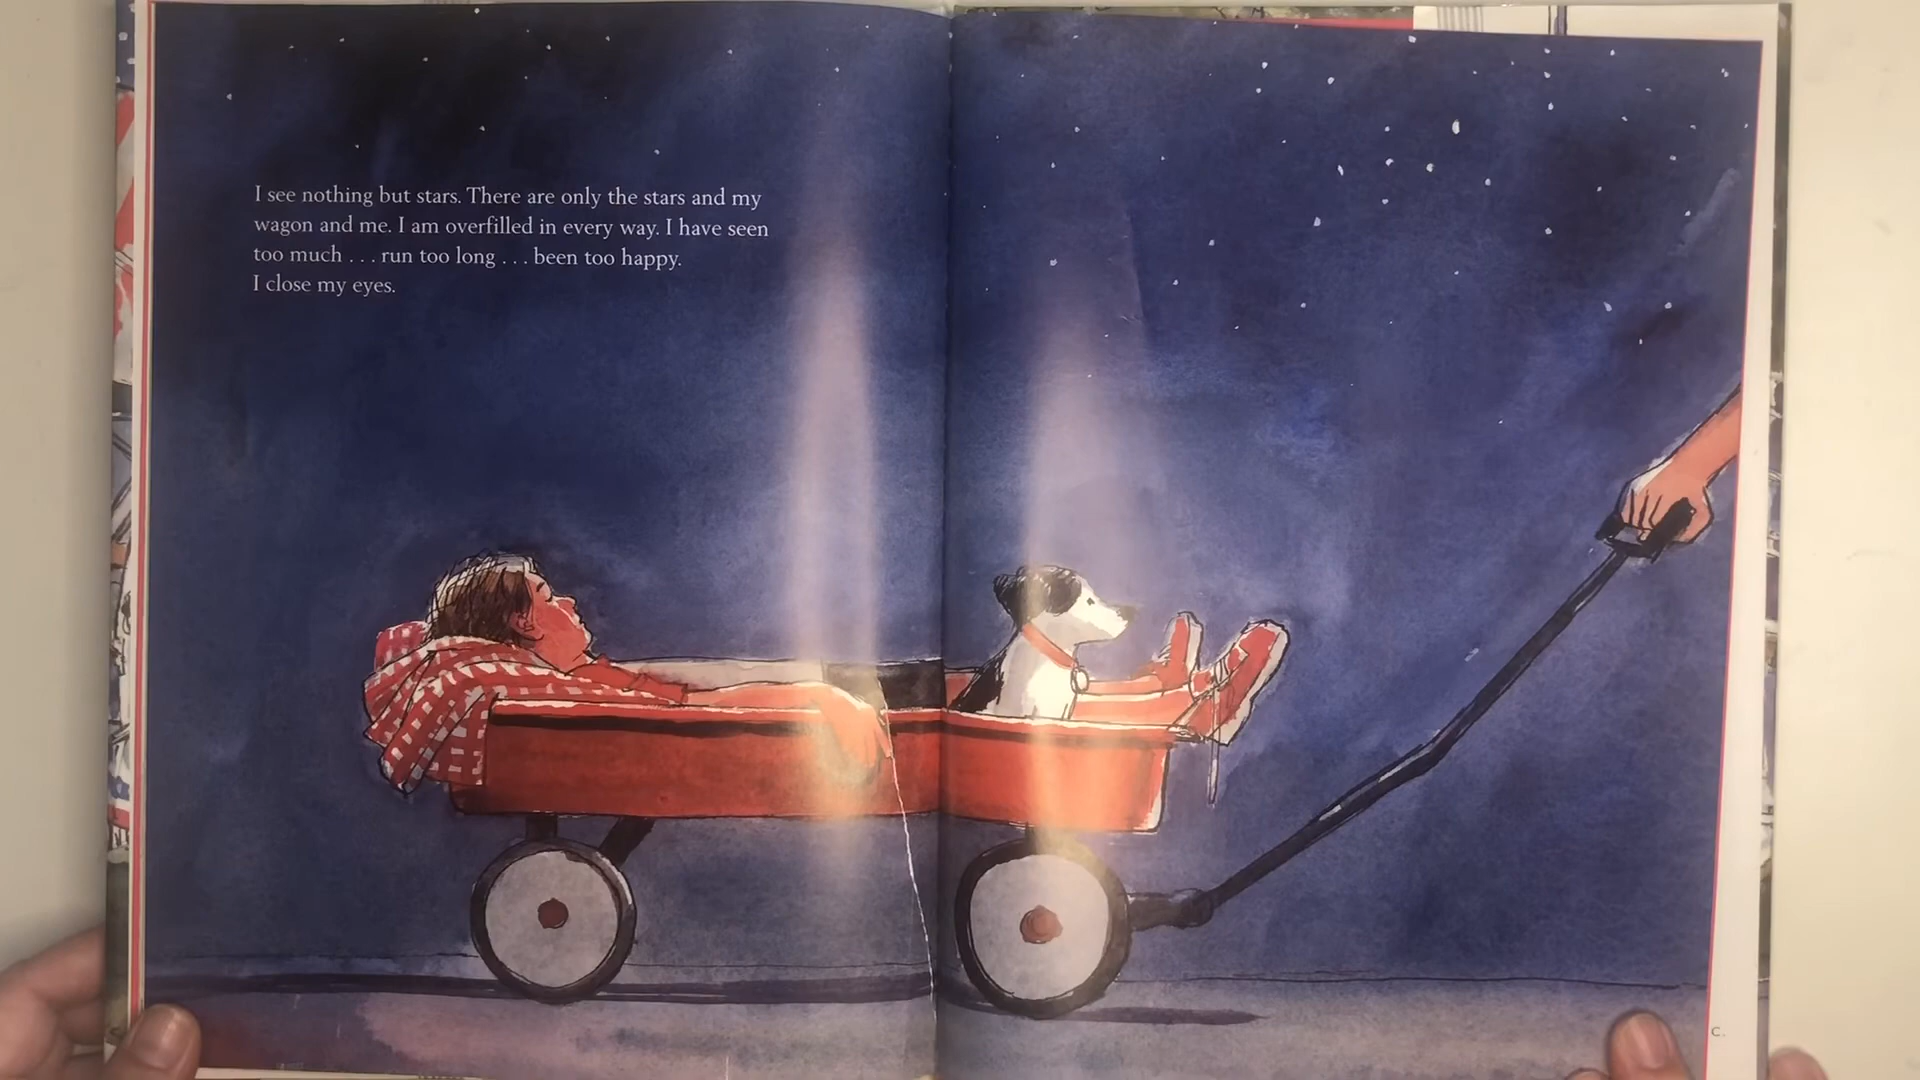 I see nothing but stars. There are only the stars and my
wagon and me. I am overfilled in every way. I have seen
too much . . . run too long . . . been too happy.
I close my eyes.
C.